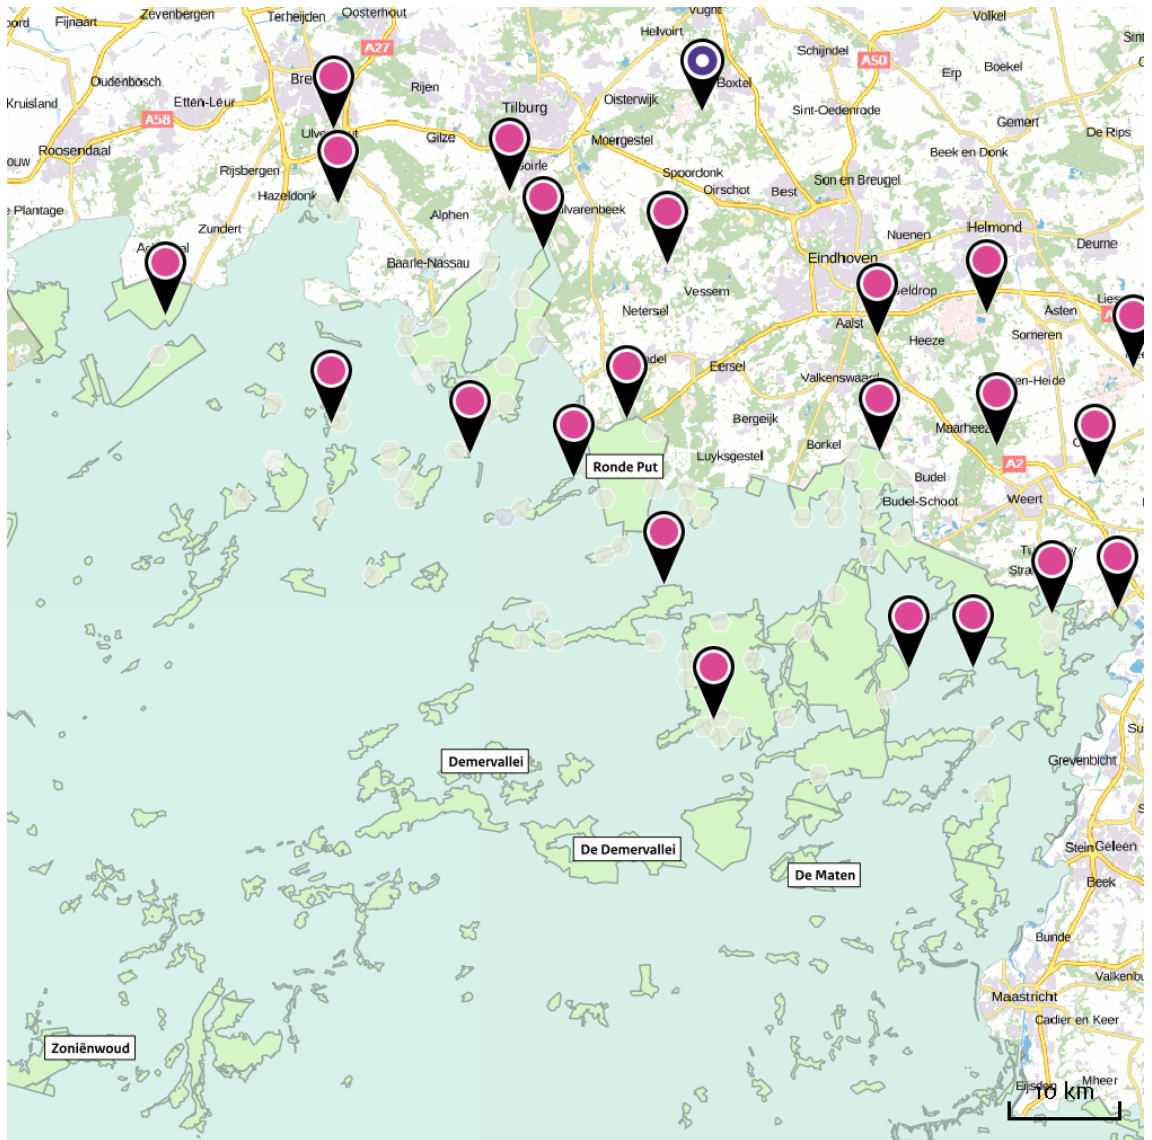 Fijnaart
Zevenbergen
Terheijden
Oosterhout
Vught
Volkel
Helvoirt
A27
Schijndel
A50
Boekel
Erp
Oudenbosch
Rijen
Boxtel
Kruisland
Etten-Leur
Oisterwijk
Tilburg
Sint-Oedenrode
A58
Gemert
De Rips
Gilze
Moergestel
Roosendaal
Beek en Donk
Rijsbergen
Spoordonk
Oirschot
Best
Son en Breugel
Hazeldonk
e Plantage
Alphen
Zundert
Helmond
Nuenen
Deurne
Eindhoven
Baarle-Nassau
Vessem
Netersel
Asten
Aalst
Someren
Heeze
Eersel
Valkenswaard
Bergeijk
Maarheeze
Borkel
Luyksgestel
Ronde Put
A2
Budel
Budel-Schoot
Weert
Demervallei
Grevenbicht
De Demervallei
Stein
Geleen
De Maten
Beek
Bunde
Maastricht
Cadier en Keer
Zoniënwoud
Mheer
Eijsden
10 km